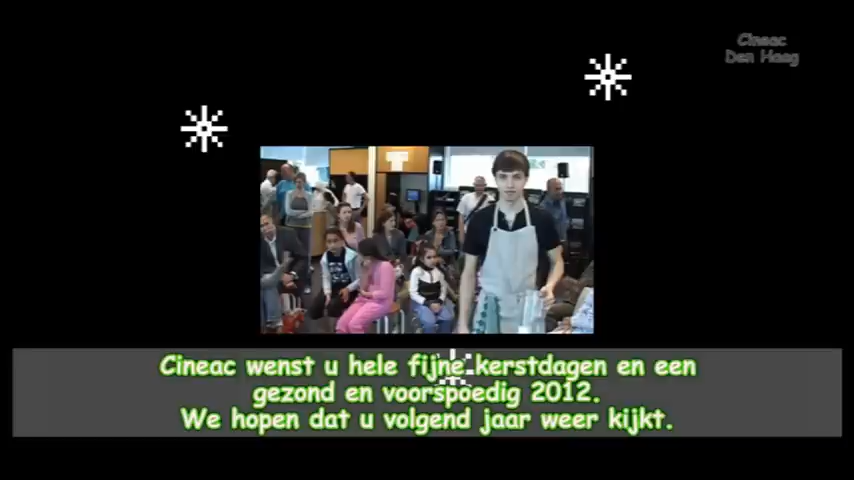 Cineac
Den Haag
Cineac wenst u hele fijne kerstdagen en een
gezond en voorspoedig 2012.
We hopen dat u volgend jaar weer kijkt.